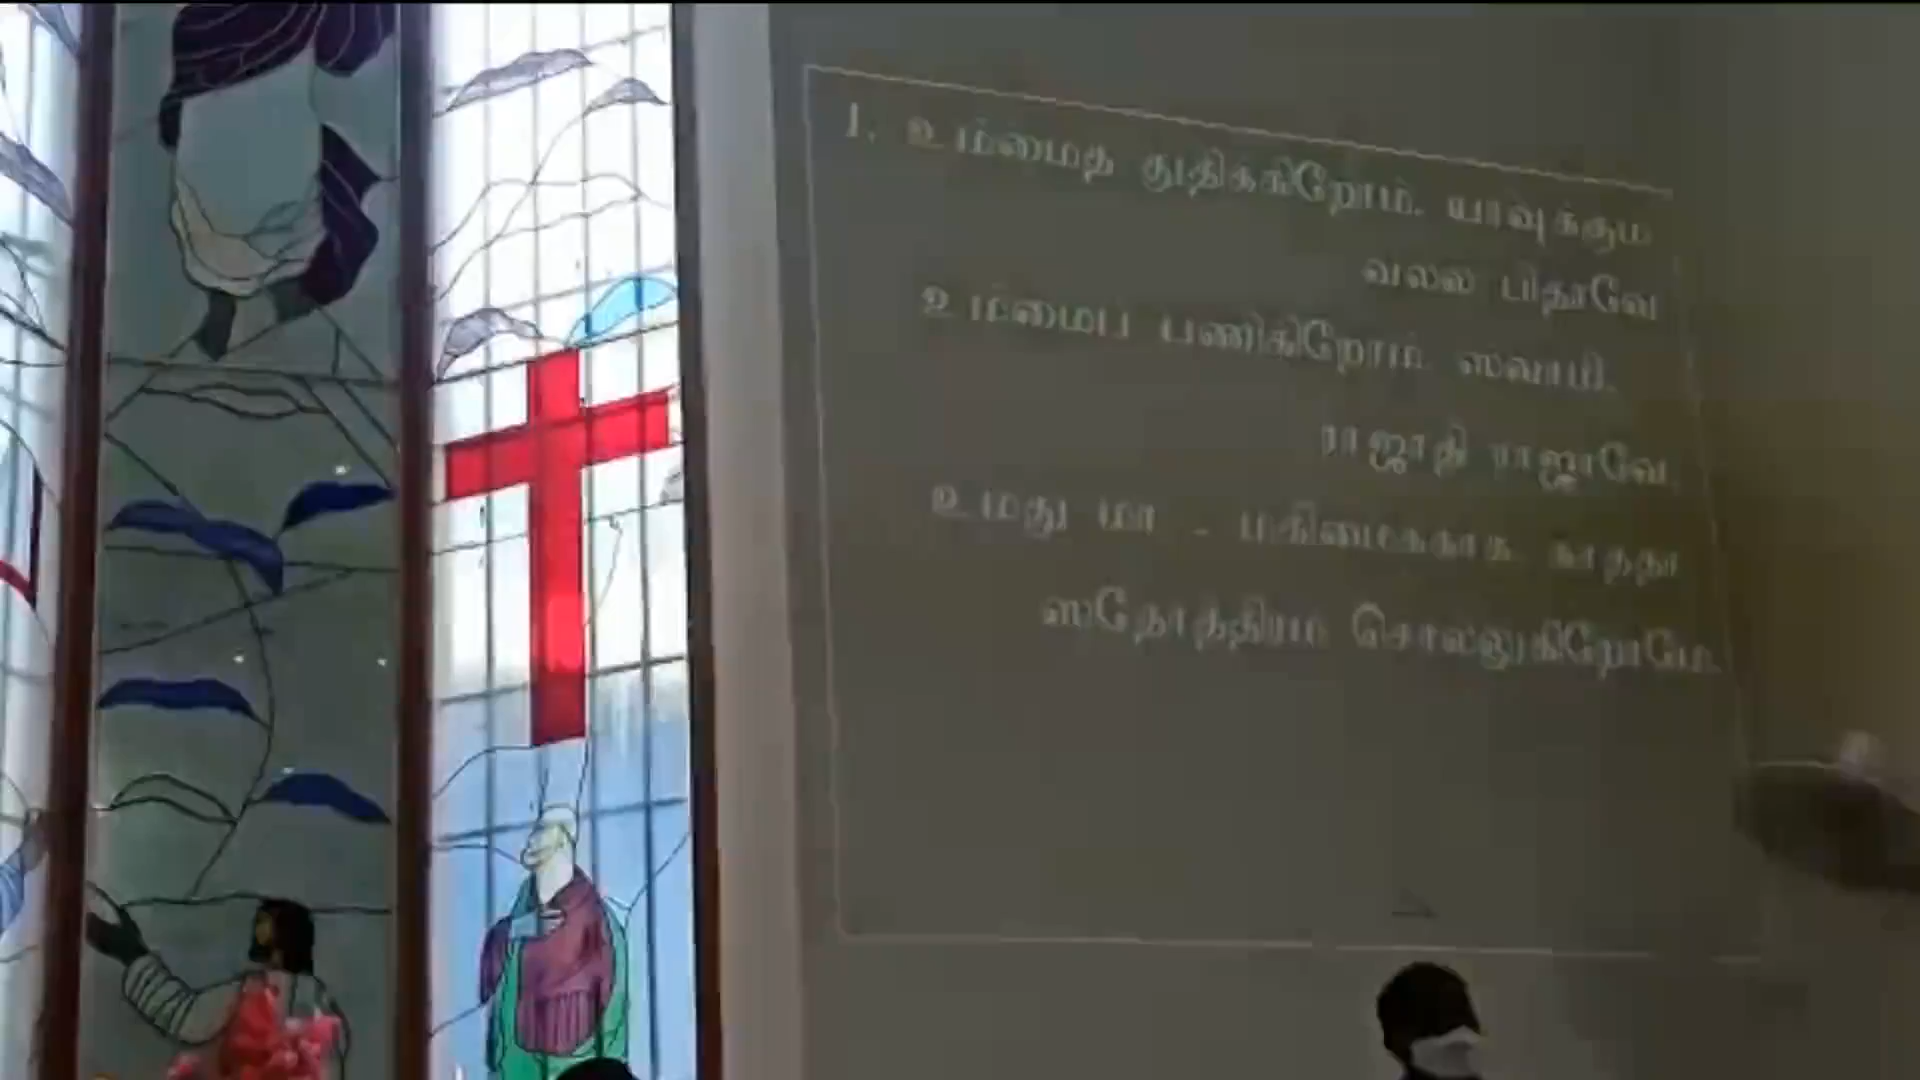 1. உம்மைத் துதிக்கிறோம், யாவுக்கும்
வல்ல பிதாவே
உம்மைப் பணிகிறோம் ஸ்வாமி,
ராஜாதி ராஜாவே,
உமது மா - மகிமைக்காக கர்த்தா
ஸ்தோத்திரம் சொல்லுகிறோமே.